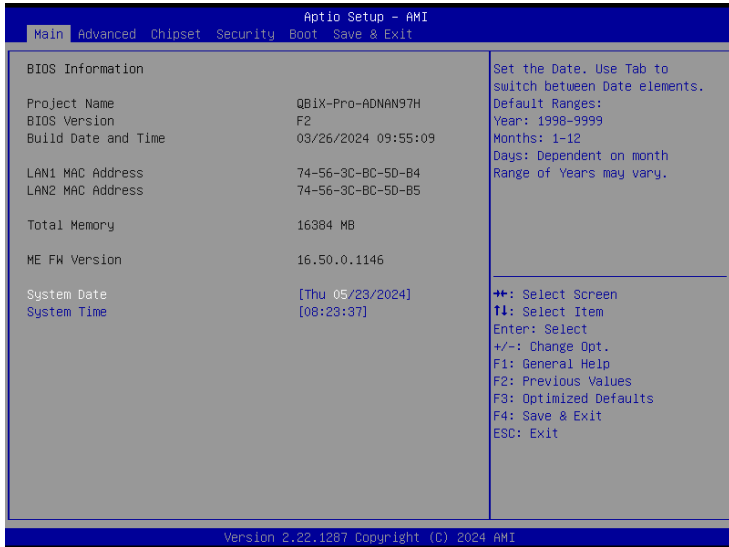 Aptio Setup - AMI
Main Advanced Chipset Security Boot Save & Exit
BIOS Information
Project Name QBiX-Pro-ADNAN97H
BIOS Version F2
Build Date and Time 03/26/2024 09:55:09
LAN1 MAC Address 74-56-3C-BC-5D-B4
LAN2 MAC Address 74-56-3C-BC-5D-B5
Total Memory 16384 MB
ME FW Version 16.50.0.1146
System Date [Thu 05/23/2024]
System Time [08:23:37]
Set the Date. Use Tab to
switch between Date elements.
Default Ranges:
Year: 1998-9999
Months: 1-12
Days: Dependent on month
Range of Years may vary.
→←: Select Screen
↑↓: Select Item
Enter: Select
+/-: Change Opt.
F1: General Help
F2: Previous Values
F3: Optimized Defaults
F4: Save & Exit
ESC: Exit
Version 2.22.1287 Copyright (C) 2024 AMI